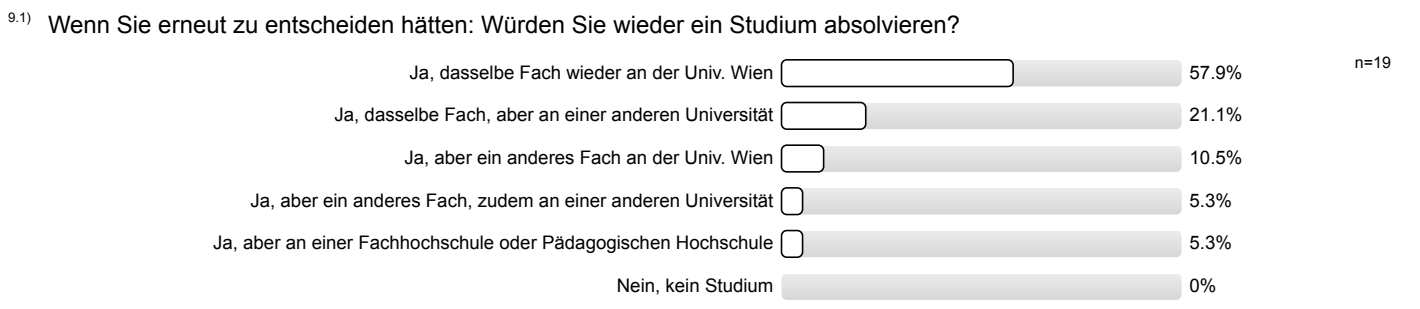 9.1) Wenn Sie erneut zu entscheiden hätten: Würden Sie wieder ein Studium absolvieren?
Ja, dasselbe Fach wieder an der Univ. Wien 57.9% n=19
Ja, dasselbe Fach, aber an einer anderen Universität 21.1%
Ja, aber ein anderes Fach an der Univ. Wien 10.5%
Ja, aber ein anderes Fach, zudem an einer anderen Universität 5.3%
Ja, aber an einer Fachhochschule oder Pädagogischen Hochschule 5.3%
Nein, kein Studium 0%